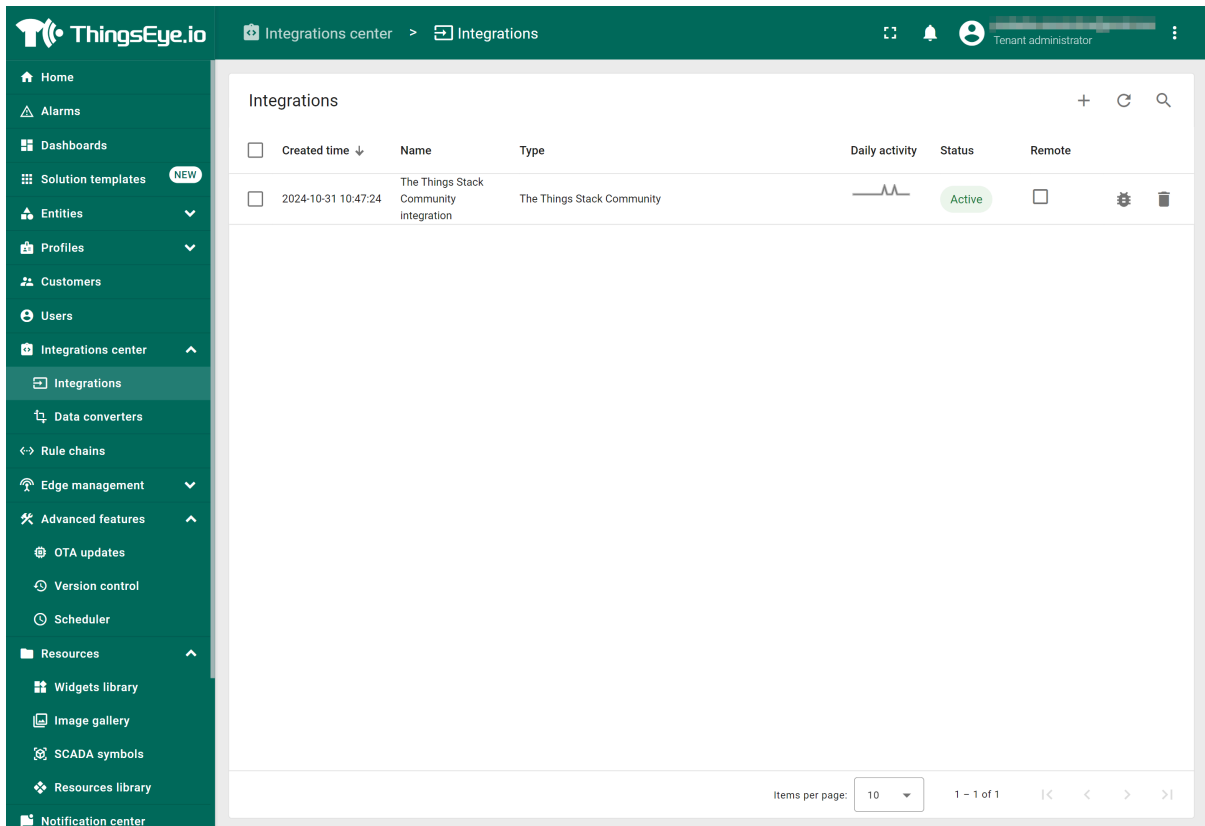 ThingsEye.io
Integrations center > Integrations
Tenant administrator
Home
Alarms
Dashboards
Solution templates NEW
Entities
Profiles
Customers
Users
Integrations center
Integrations
Data converters
Rule chains
Edge management
Advanced features
OTA updates
Version control
Scheduler
Resources
Widgets library
Image gallery
SCADA symbols
Resources library
Notification center
Integrations
Created time Name Type Daily activity Status Remote
2024-10-31 10:47:24 The Things Stack Community integration The Things Stack Community Active
Items per page: 10 1 – 1 of 1